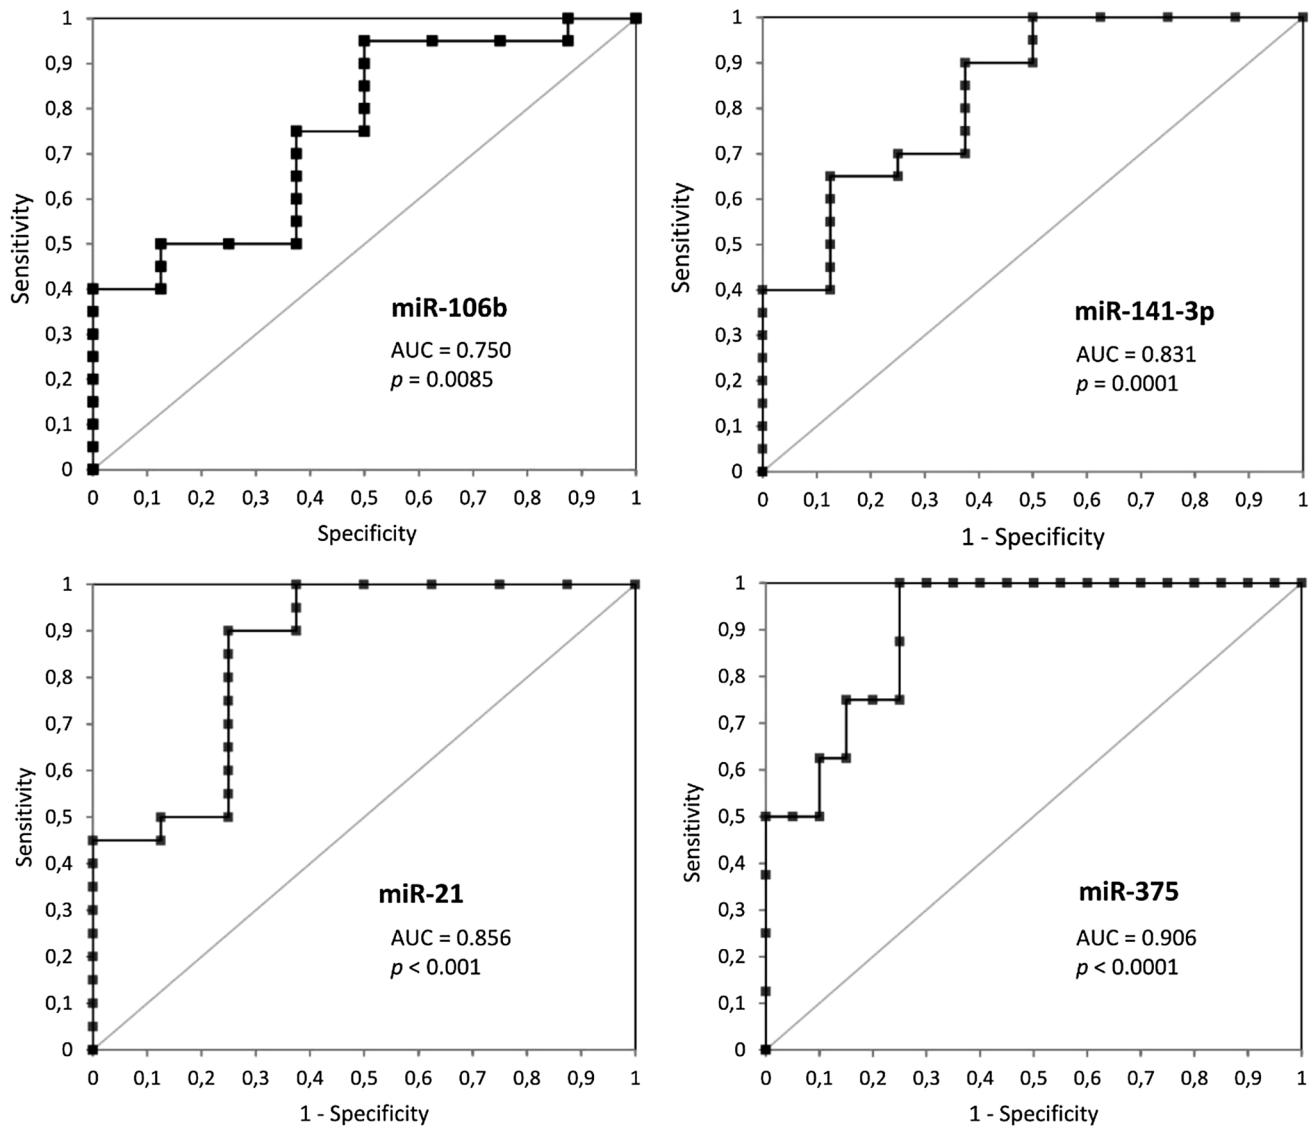 1
0,9
0,8
0,7
0,6
0,5
0,4
0,3
0,2
0,1
0
Sensitivity
miR-106b
AUC = 0.750
p = 0.0085
0 0,1 0,2 0,3 0,4 0,5 0,6 0,7 0,8 0,9 1
Specificity
1
0,9
0,8
0,7
0,6
0,5
0,4
0,3
0,2
0,1
0
Sensitivity
miR-141-3p
AUC = 0.831
p = 0.0001
0 0,1 0,2 0,3 0,4 0,5 0,6 0,7 0,8 0,9 1
1 - Specificity
1
0,9
0,8
0,7
0,6
0,5
0,4
0,3
0,2
0,1
0
Sensitivity
miR-21
AUC = 0.856
p < 0.001
0 0,1 0,2 0,3 0,4 0,5 0,6 0,7 0,8 0,9 1
1 - Specificity
1
0,9
0,8
0,7
0,6
0,5
0,4
0,3
0,2
0,1
0
Sensitivity
miR-375
AUC = 0.906
p < 0.0001
0 0,1 0,2 0,3 0,4 0,5 0,6 0,7 0,8 0,9 1
1 - Specificity